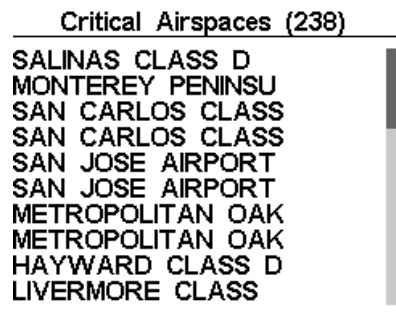 Critical Airspaces (238)
SALINAS CLASS D
MONTEREY PENINSU
SAN CARLOS CLASS
SAN CARLOS CLASS
SAN JOSE AIRPORT
SAN JOSE AIRPORT
METROPOLITAN OAK
METROPOLITAN OAK
HAYWARD CLASS D
LIVERMORE CLASS